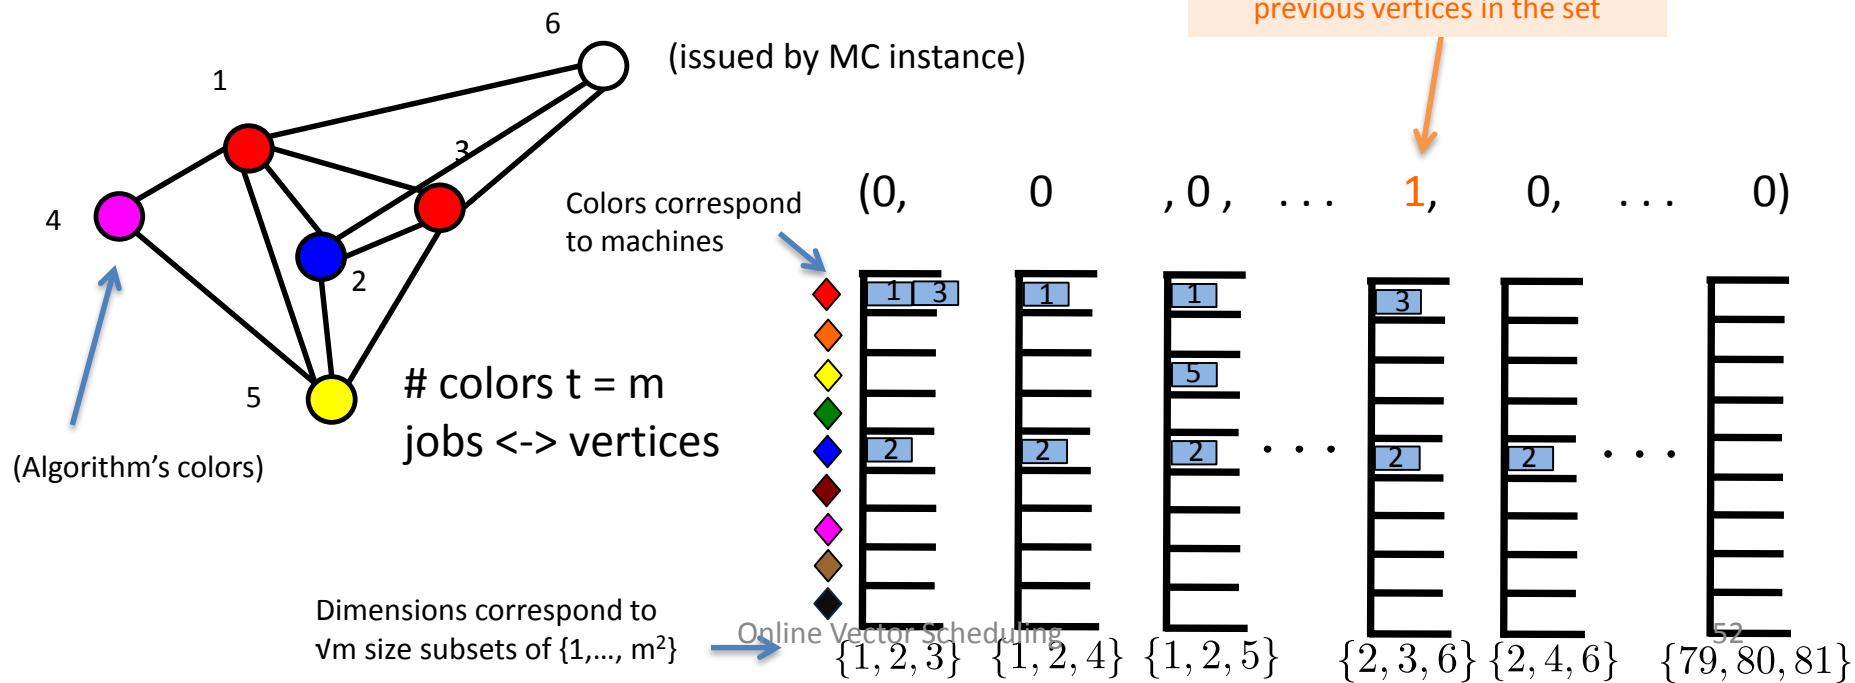 previous vertices in the set
6
(issued by MC instance)
1
3
4
2
5
Colors correspond
to machines
(0, 0 ,0 , . . . 1, 0, . . . 0)
# colors t = m
jobs <-> vertices
(Algorithm's colors)
1 3 1 1 3
5
2 2 2 . . . 2 2 . . .
Dimensions correspond to
√m size subsets of {1,..., m²}
Online Vector Scheduling
52
{1, 2, 3} {1, 2, 4} {1, 2, 5} {2, 3, 6} {2, 4, 6} {79, 80, 81}